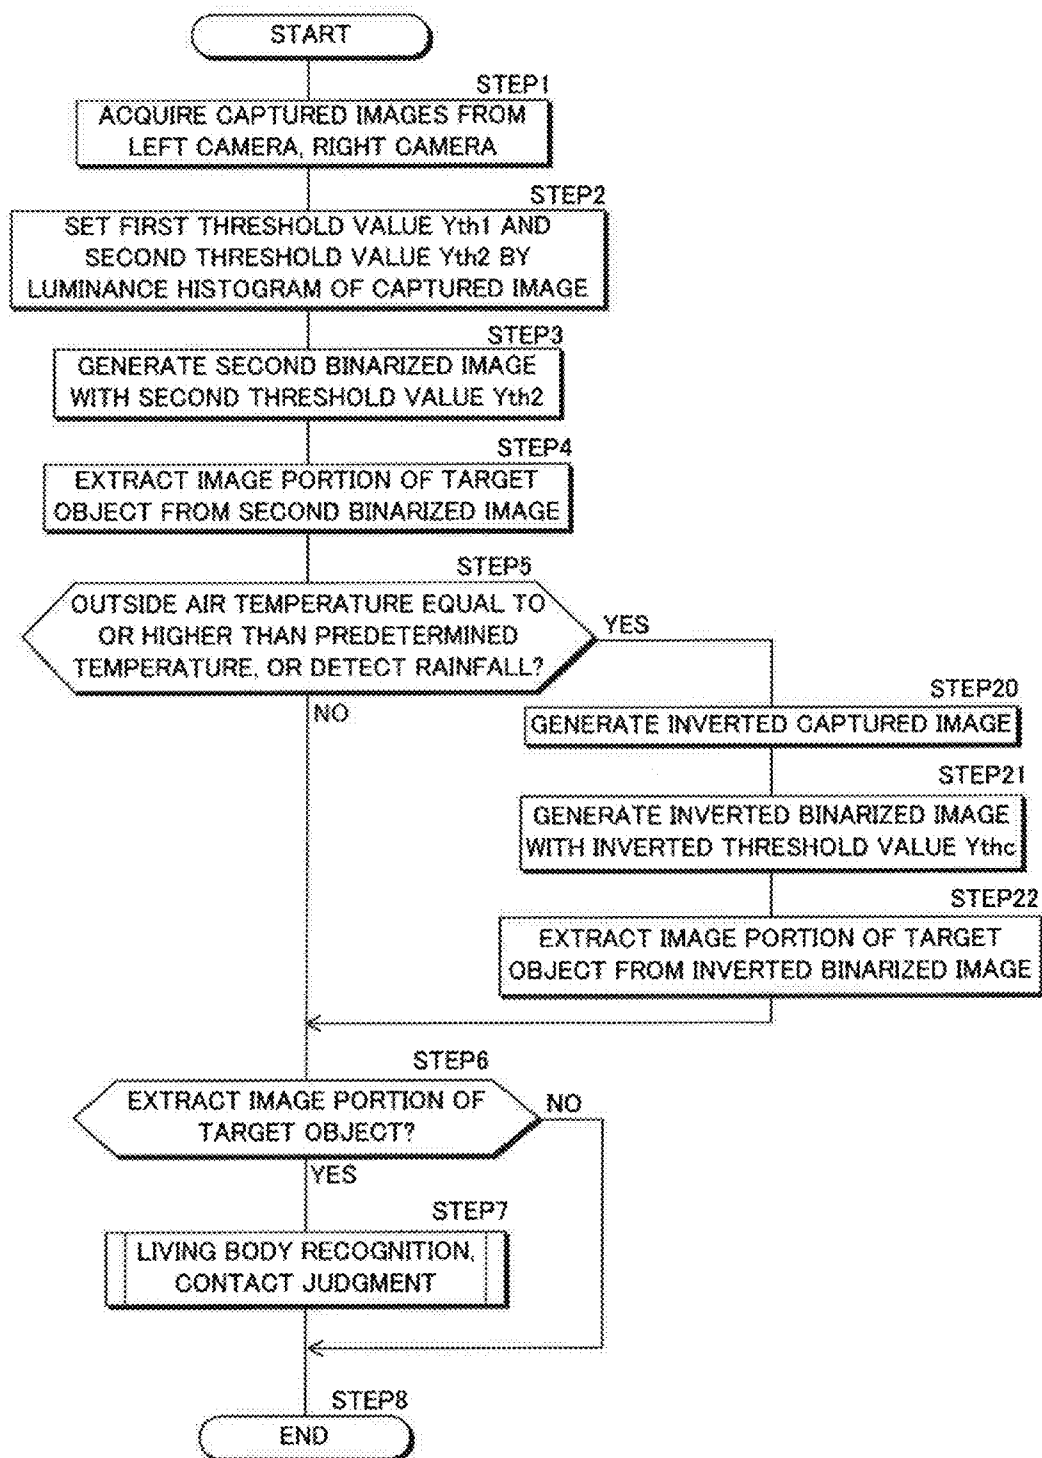 START
STEP1
ACQUIRE CAPTURED IMAGES FROM
LEFT CAMERA, RIGHT CAMERA
STEP2
SET FIRST THRESHOLD VALUE Yth1 AND
SECOND THRESHOLD VALUE Yth2 BY
LUMINANCE HISTOGRAM OF CAPTURED IMAGE
STEP3
GENERATE SECOND BINARIZED IMAGE
WITH SECOND THRESHOLD VALUE Yth2
STEP4
EXTRACT IMAGE PORTION OF TARGET
OBJECT FROM SECOND BINARIZED IMAGE
STEP5
OUTSIDE AIR TEMPERATURE EQUAL TO
OR HIGHER THAN PREDETERMINED
TEMPERATURE, OR DETECT RAINFALL?
YES
NO
STEP20
GENERATE INVERTED CAPTURED IMAGE
STEP21
GENERATE INVERTED BINARIZED IMAGE
WITH INVERTED THRESHOLD VALUE Ythc
STEP22
EXTRACT IMAGE PORTION OF TARGET
OBJECT FROM INVERTED BINARIZED IMAGE
STEP6
EXTRACT IMAGE PORTION OF
TARGET OBJECT?
NO
YES
STEP7
LIVING BODY RECOGNITION,
CONTACT JUDGMENT
STEP8
END